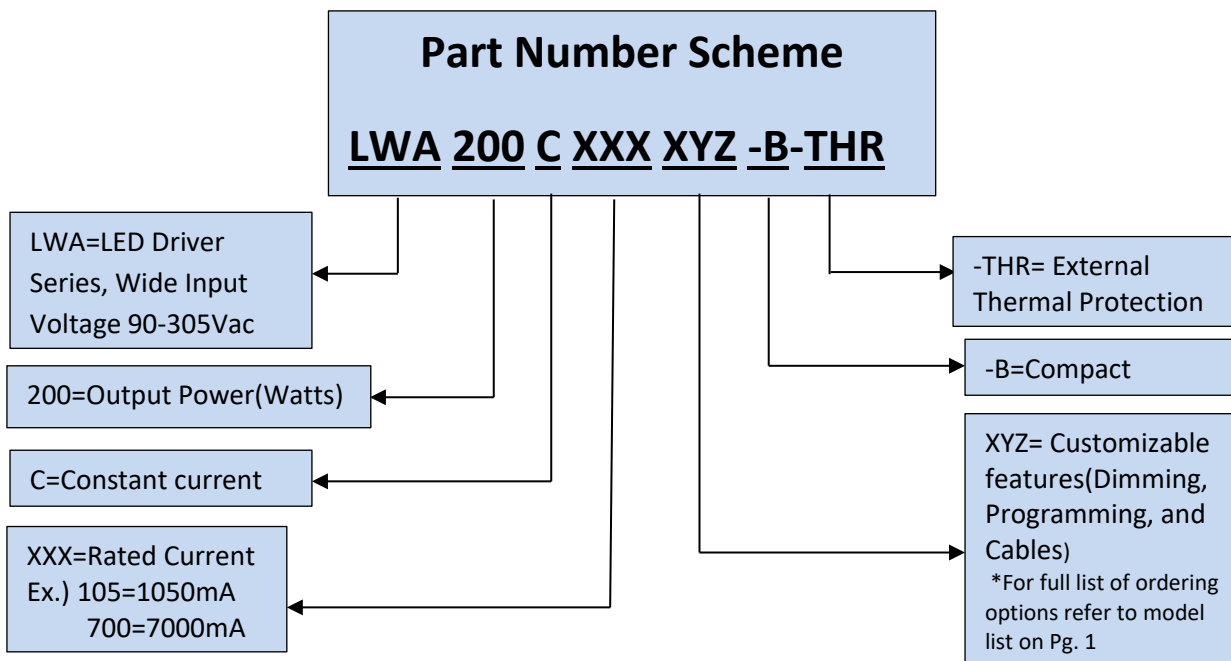 Part Number Scheme
LWA 200 C XXX XYZ -B-THR
LWA=LED Driver
Series, Wide Input
Voltage 90-305Vac
200=Output Power(Watts)
C=Constant current
XXX=Rated Current
Ex.) 105=1050mA
700=7000mA
-THR= External
Thermal Protection
-B=Compact
XYZ= Customizable
features(Dimming,
Programming, and
Cables)
*For full list of ordering
options refer to model
list on Pg. 1